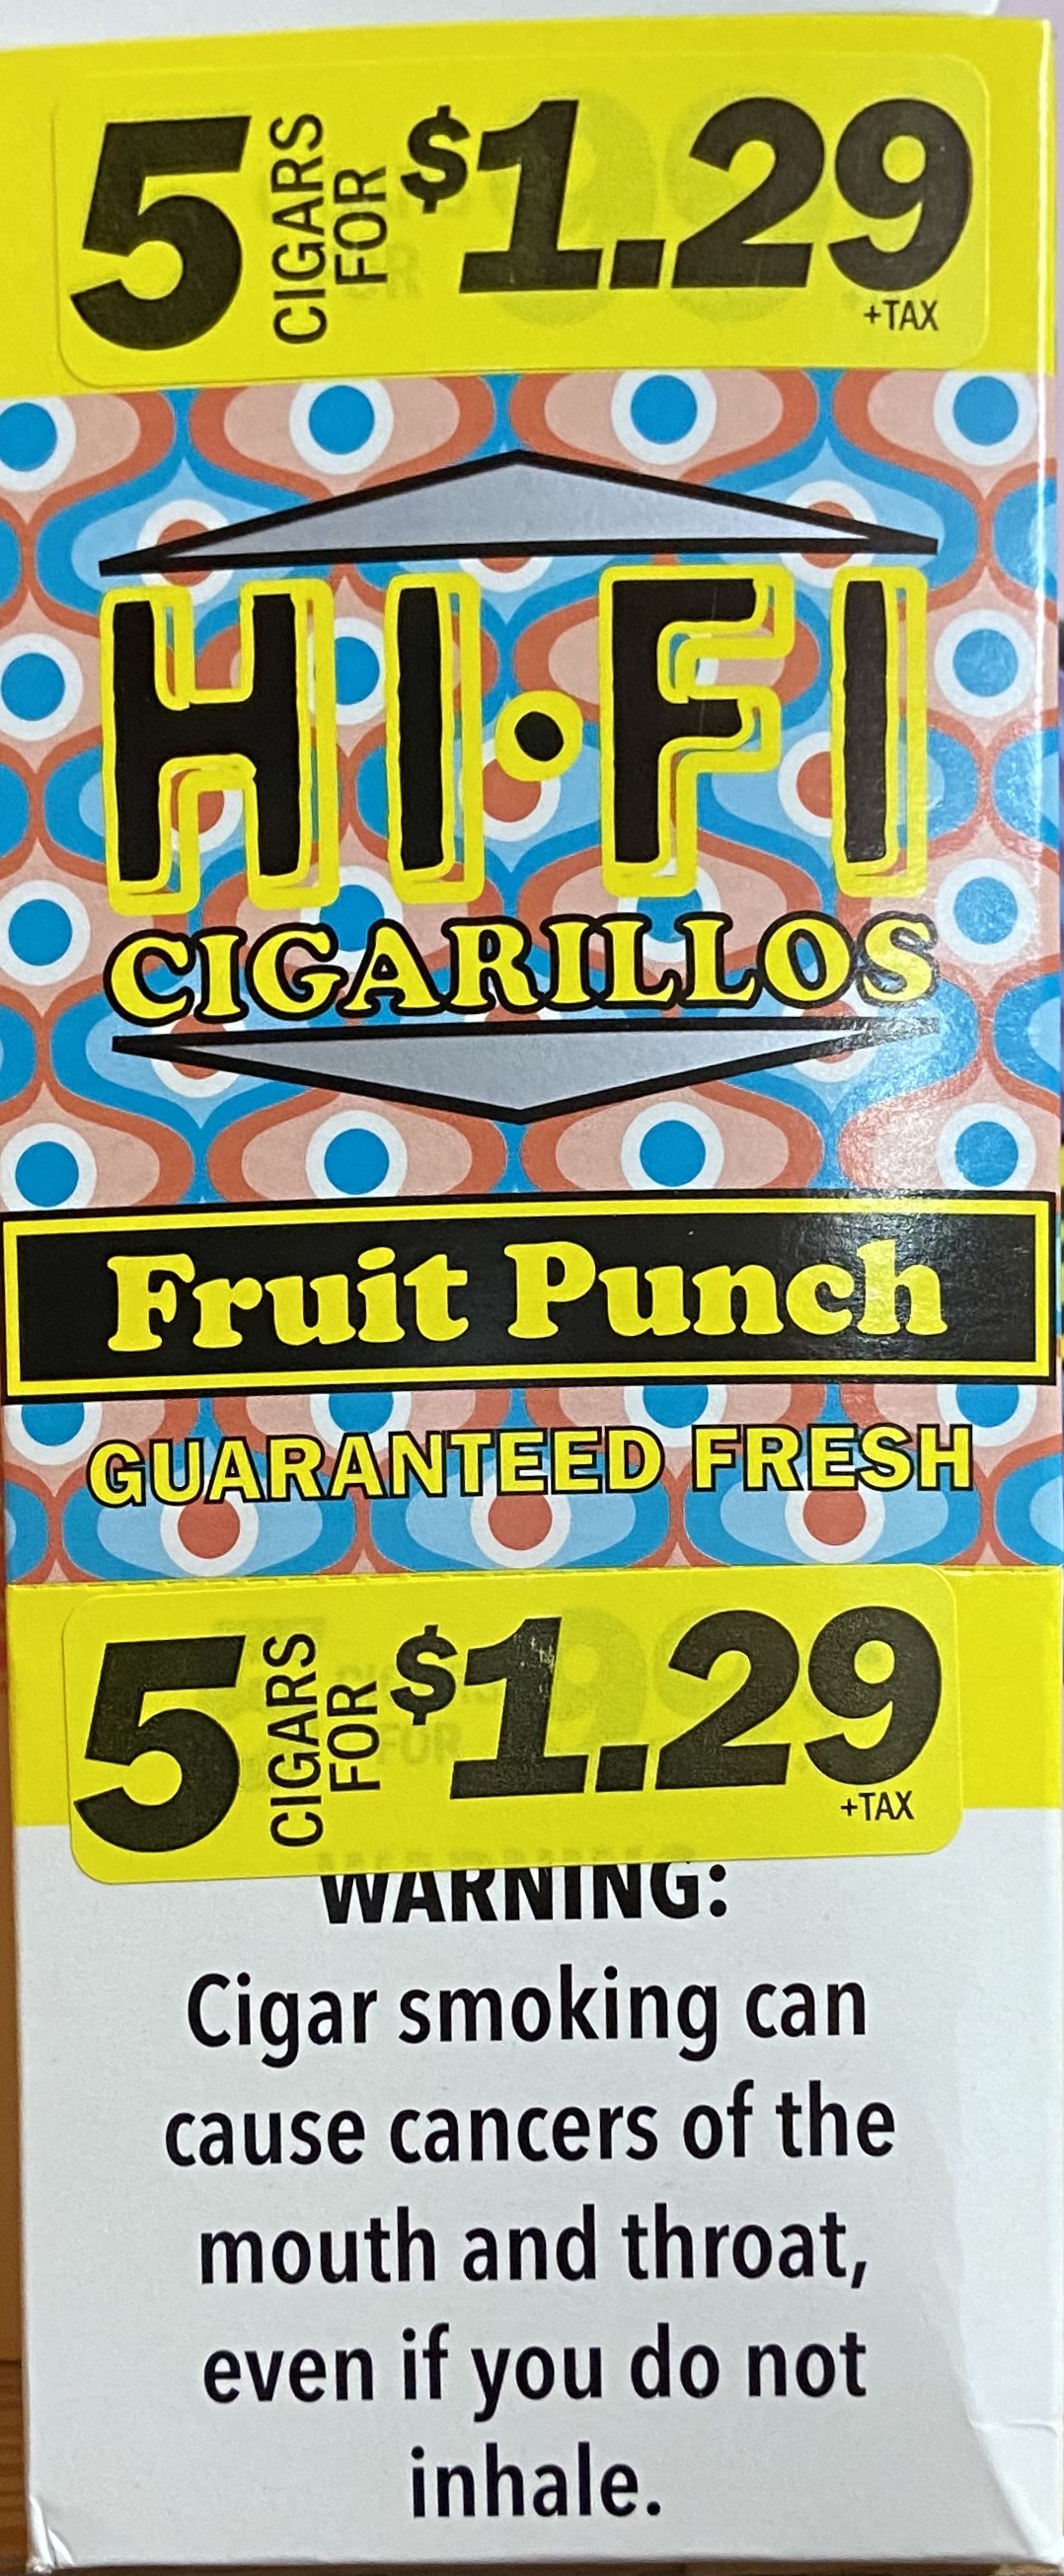 5 CIGARS FOR $1.29
+TAX
HI•FI
CIGARILLOS
Fruit Punch
GUARANTEED FRESH
5 CIGARS FOR $1.29
+TAX
WARNING:
Cigar smoking can
cause cancers of the
mouth and throat,
even if you do not
inhale.